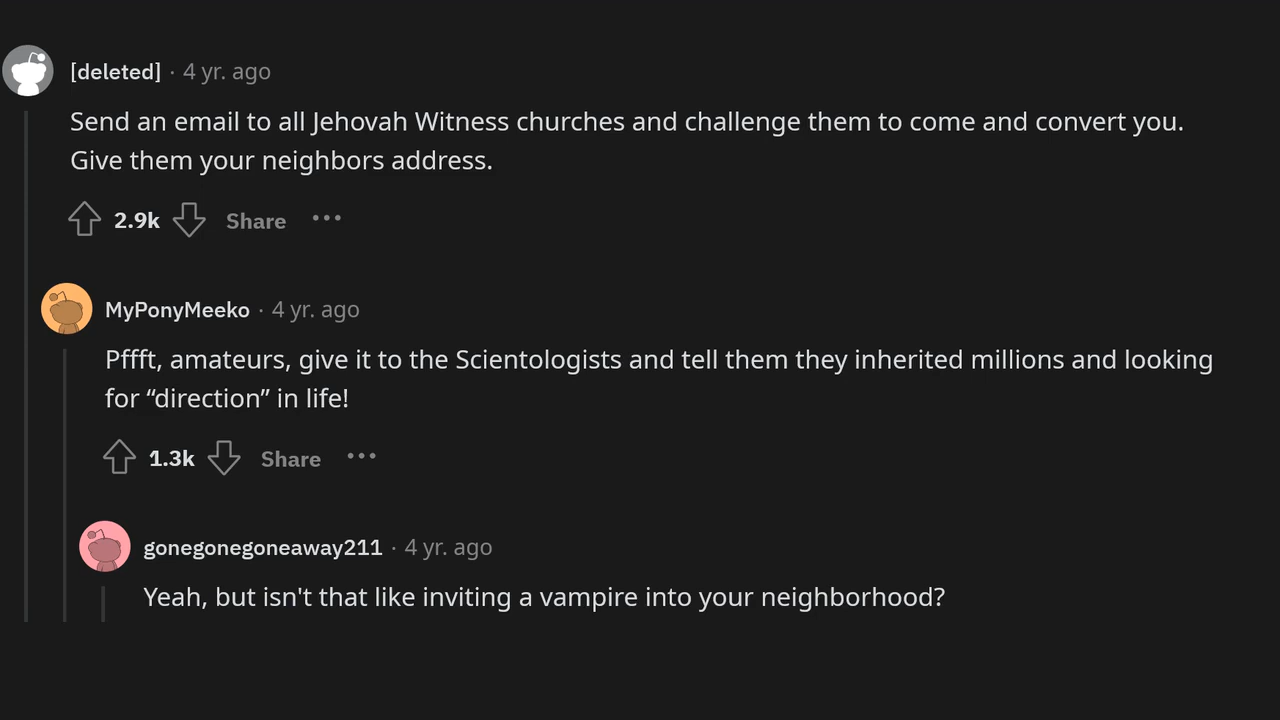 [deleted] · 4 yr. ago
Send an email to all Jehovah Witness churches and challenge them to come and convert you.
Give them your neighbors address.
2.9k Share •••
MyPonyMeeko · 4 yr. ago
Pffft, amateurs, give it to the Scientologists and tell them they inherited millions and looking
for “direction” in life!
1.3k Share •••
gonegonegoneaway211 · 4 yr. ago
Yeah, but isn't that like inviting a vampire into your neighborhood?